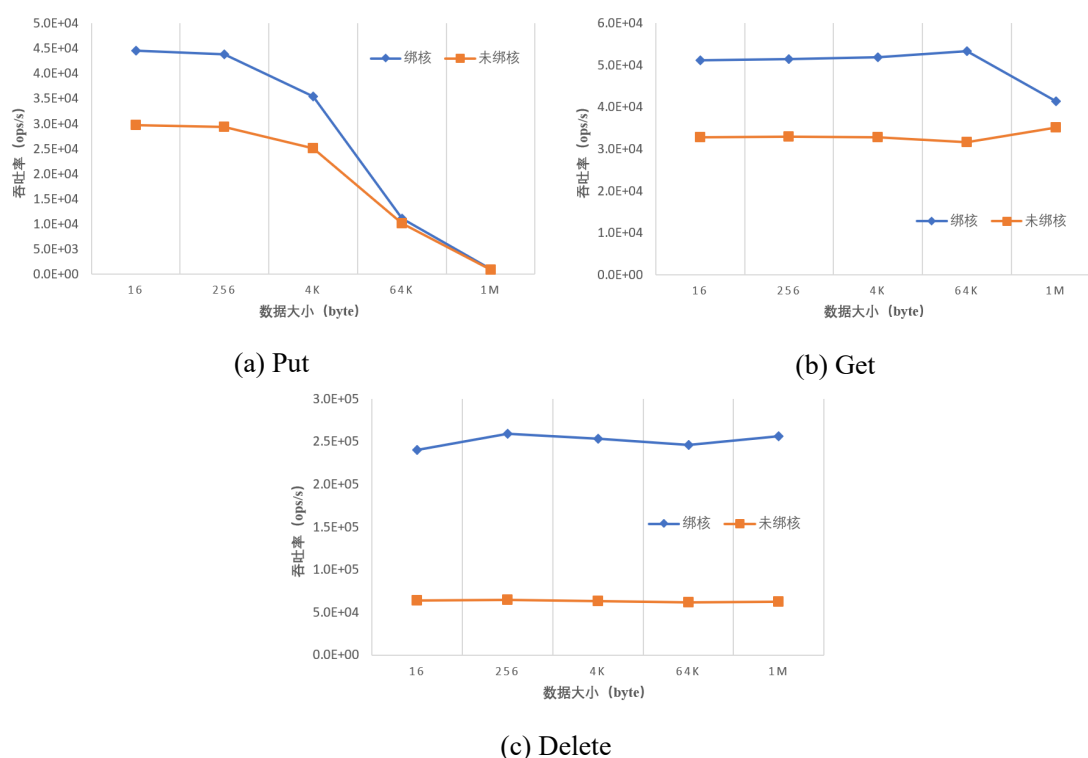 5.0E+04
4.5E+04
4.0E+04
3.5E+04
3.0E+04
2.5E+04
2.0E+04
1.5E+04
1.0E+04
5.0E+03
0.0E+00
吞吐率（ops/s）
绑核 未绑核
16 256 4K 64K 1M
数据大小（byte）
(a) Put
6.0E+04
5.0E+04
4.0E+04
3.0E+04
2.0E+04
1.0E+04
0.0E+00
吞吐率（ops/s）
绑核 未绑核
16 256 4K 64K 1M
数据大小（byte）
(b) Get
3.0E+05
2.5E+05
2.0E+05
1.5E+05
1.0E+05
5.0E+04
0.0E+00
吞吐率（ops/s）
绑核 未绑核
16 256 4K 64K 1M
数据大小（byte）
(c) Delete